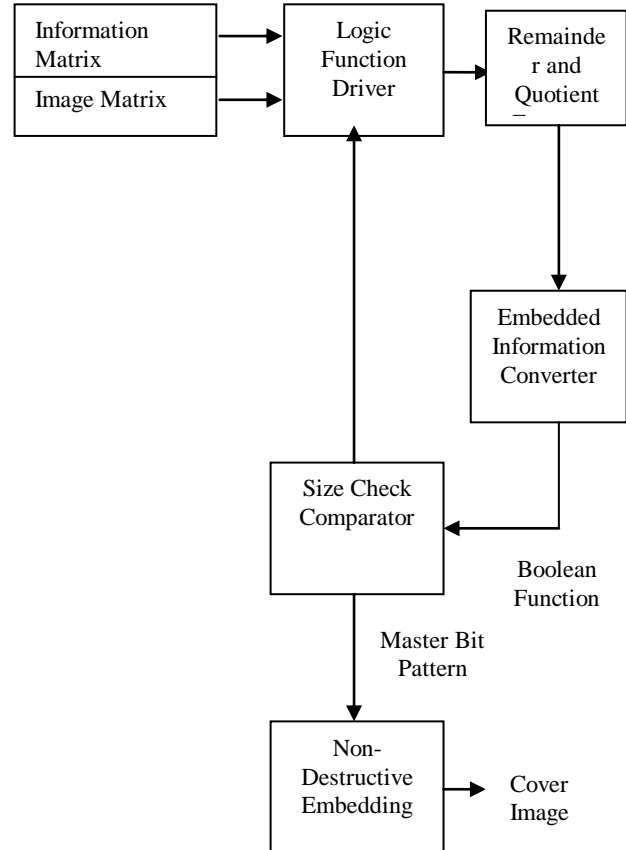 Information
Matrix
Image Matrix
Logic
Function
Driver
Remainde
r and
Quotient
Embedded
Information
Converter
Size Check
Comparator
Boolean
Function
Master Bit
Pattern
Non-
Destructive
Embedding
Cover
Image